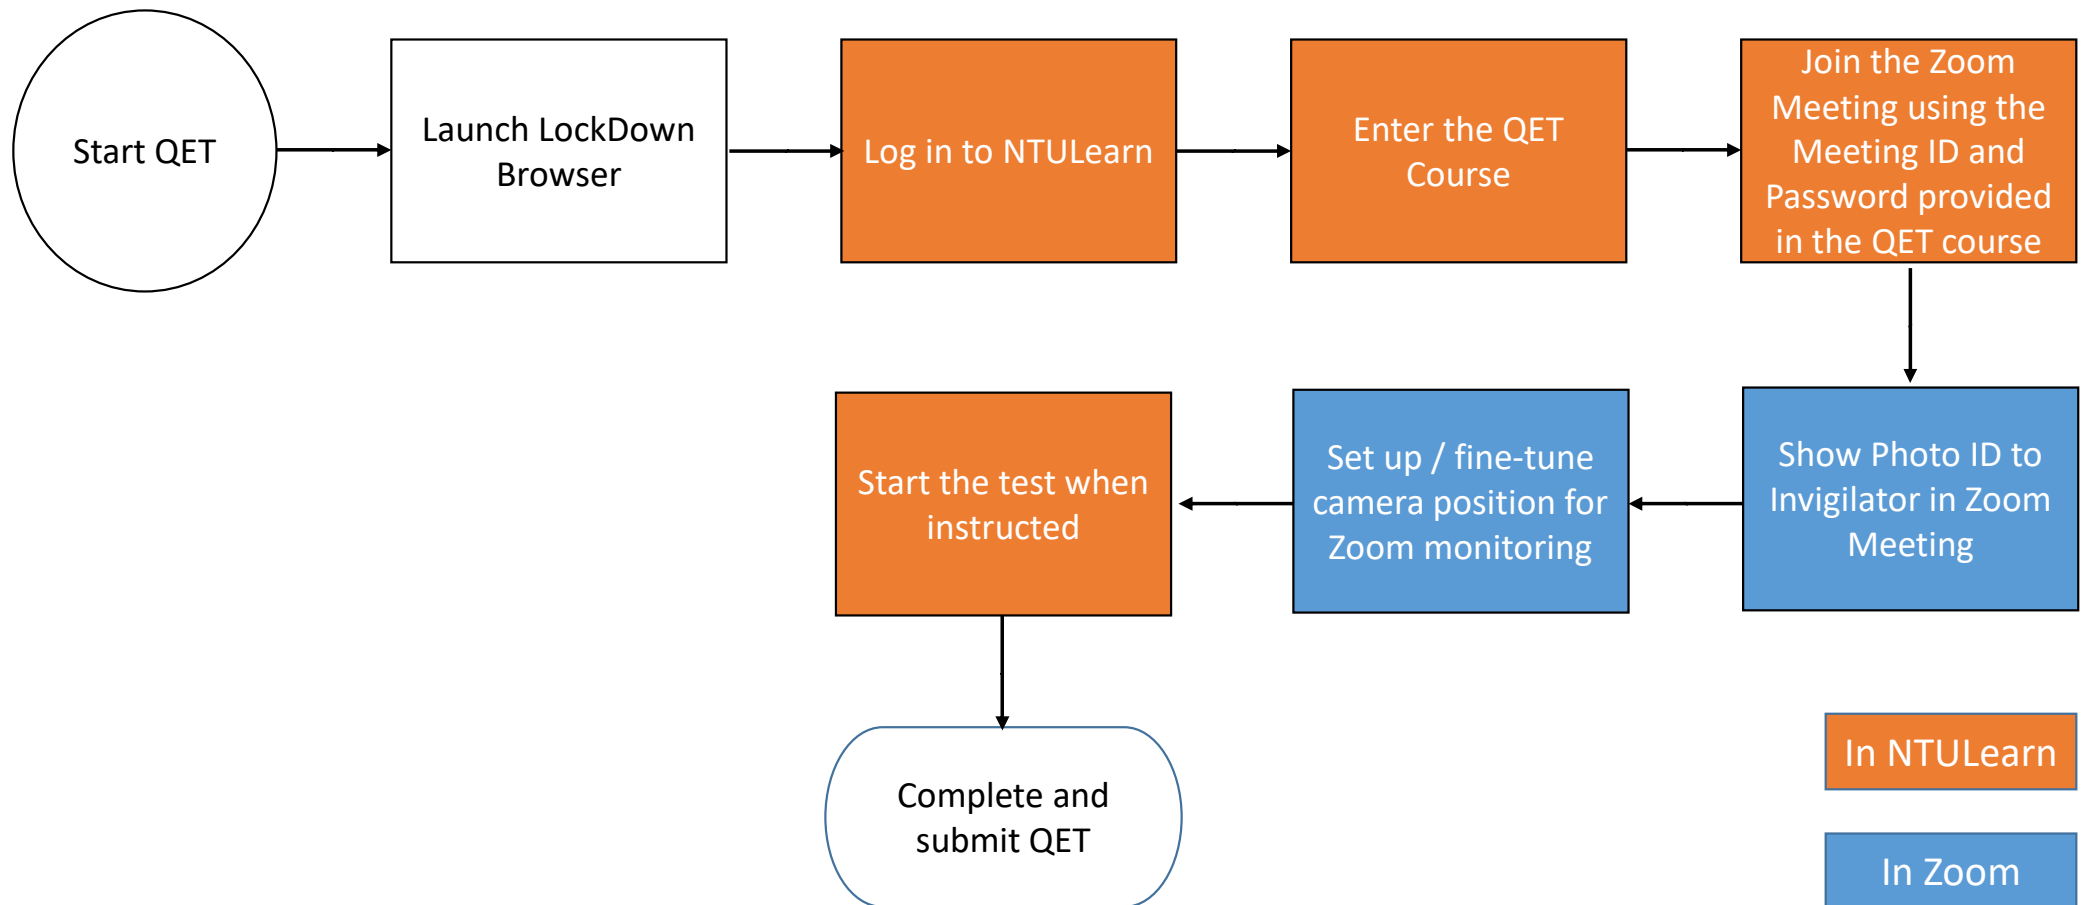 Start QET
Launch LockDown
Browser
Log in to NTULearn
Enter the QET
Course
Join the Zoom
Meeting using the
Meeting ID and
Password provided
in the QET course
Show Photo ID to
Invigilator in Zoom
Meeting
Set up / fine-tune
camera position for
Zoom monitoring
Start the test when
instructed
Complete and
submit QET
In NTULearn
In Zoom